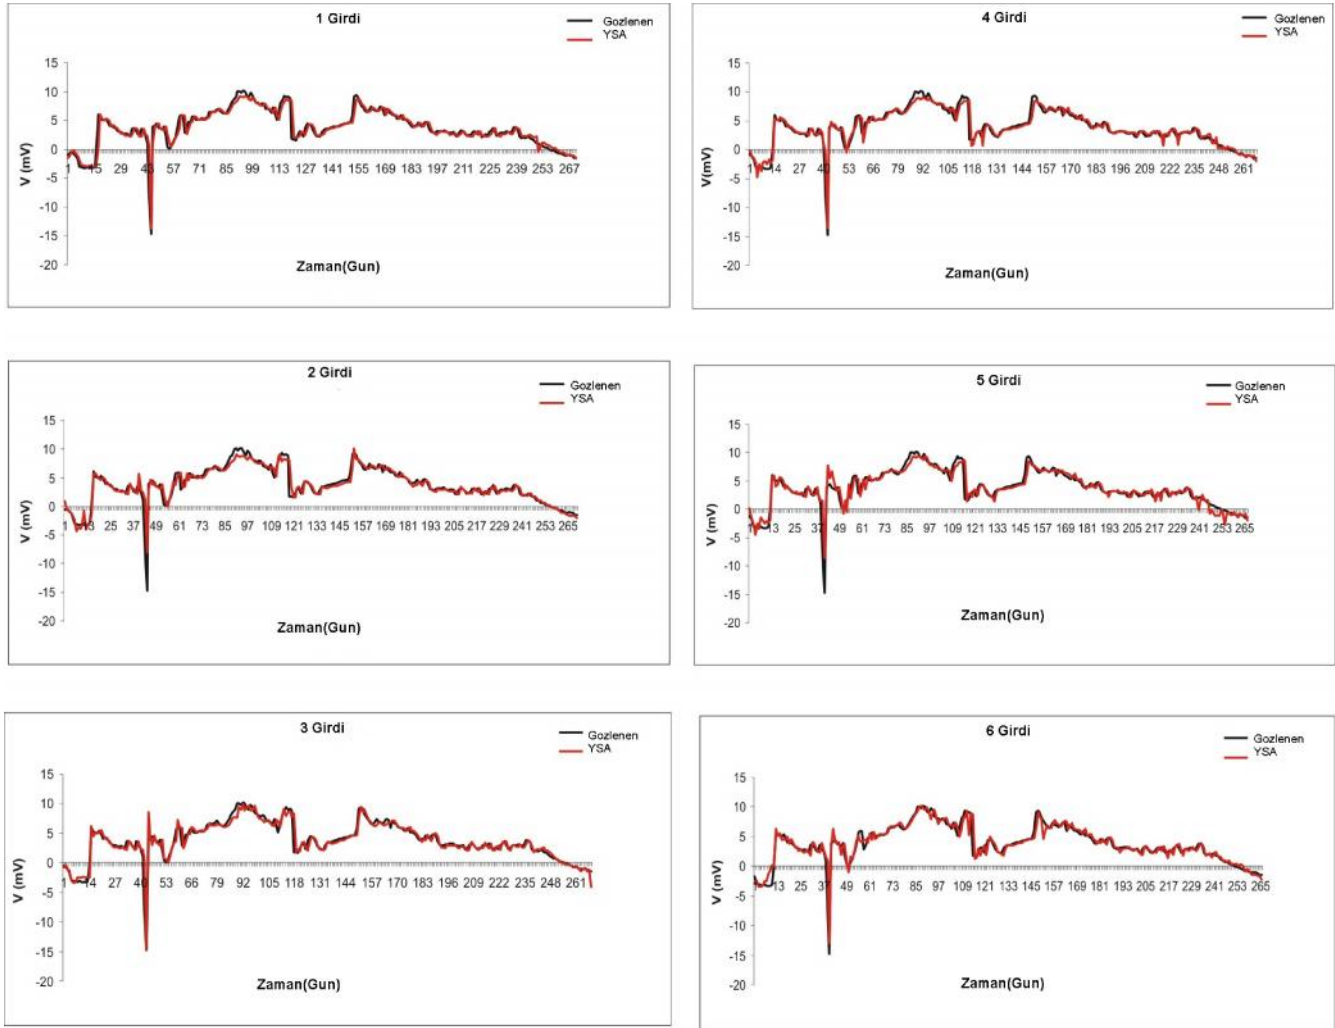 1 Girdi
Gozlenen
YSA
15
10
5
0
-5
-10
-15
-20
V (mV)
1 15 29 43 57 71 85 99 113 127 141 155 169 183 197 211 225 239 253 267
Zaman(Gun)
4 Girdi
Gozlenen
YSA
15
10
5
0
-5
-10
-15
-20
V(mV)
1 14 27 40 53 66 79 92 105 118 131 144 157 170 183 196 209 222 235 248 261
Zaman(Gun)
2 Girdi
Gozlenen
YSA
15
10
5
0
-5
-10
-15
-20
V (mV)
1 13 25 37 49 61 73 85 97 109 121 133 145 157 169 181 193 205 217 229 241 253 265
Zaman(Gun)
5 Girdi
Gozlenen
YSA
15
10
5
0
-5
-10
-15
-20
V (mV)
1 13 25 37 49 61 73 85 97 109 121 133 145 157 169 181 193 205 217 229 241 253 265
Zaman(Gun)
3 Girdi
Gozlenen
YSA
15
10
5
0
-5
-10
-15
-20
V (mV)
1 14 27 40 53 66 79 92 105 118 131 144 157 170 183 196 209 222 235 248 261
Zaman(Gun)
6 Girdi
Gozlenen
YSA
15
10
5
0
-5
-10
-15
-20
V (mV)
1 13 25 37 49 61 73 85 97 109 121 133 145 157 169 181 193 205 217 229 241 253 265
Zaman(Gun)